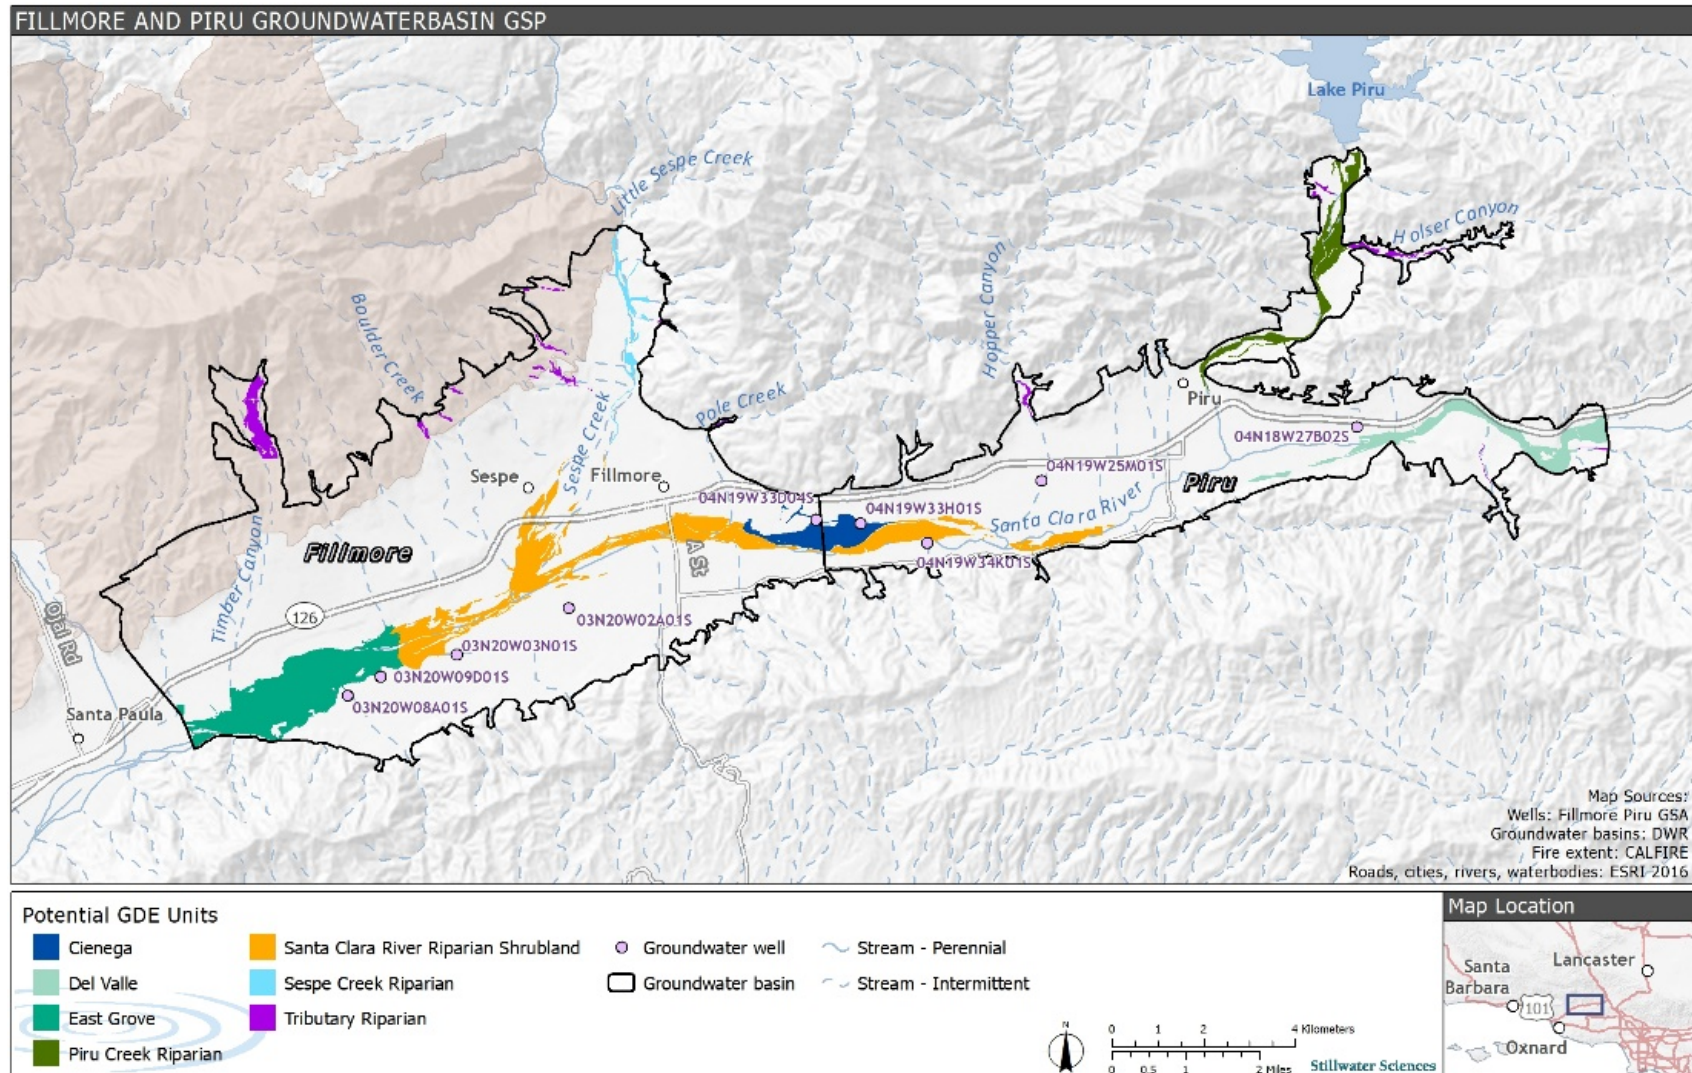 FILLMORE AND PIRU GROUNDWATERBASIN GSP
Lake Piru
Little Sespe Creek
Holser Canyon
Hopper Canyon
Boulder Creek
Pole Creek
Piru
04N18W27B02S
Sespe Creek
Sespe
Fillmore
04N19W25M01S
Piru
04N19W33D04S
04N19W33H01S
Santa Clara River
Fillmore
A St
04N19W34K01S
Timber Canyon
Ojai Rd
126
03N20W02A01S
03N20W03N01S
03N20W09D01S
03N20W08A01S
Santa Paula
Map Sources:
Wells: Fillmore Piru GSA
Groundwater basins: DWR
Fire extent: CALFIRE
Roads, cities, rivers, waterbodies: ESRI 2016
Potential GDE Units
Cienega
Del Valle
East Grove
Piru Creek Riparian
Santa Clara River Riparian Shrubland
Sespe Creek Riparian
Tributary Riparian
Groundwater well
Groundwater basin
Stream - Perennial
Stream - Intermittent
N
0 1 2 4 Kilometers
0 0.5 1 2 Miles
Stillwater Sciences
Map Location
Lancaster
Santa
Barbara
101
Oxnard